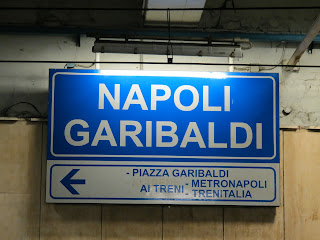 NAPOLI
GARIBALDI
- PIAZZA GARIBALDI
AI TRENI - METRONAPOLI
- TRENITALIA